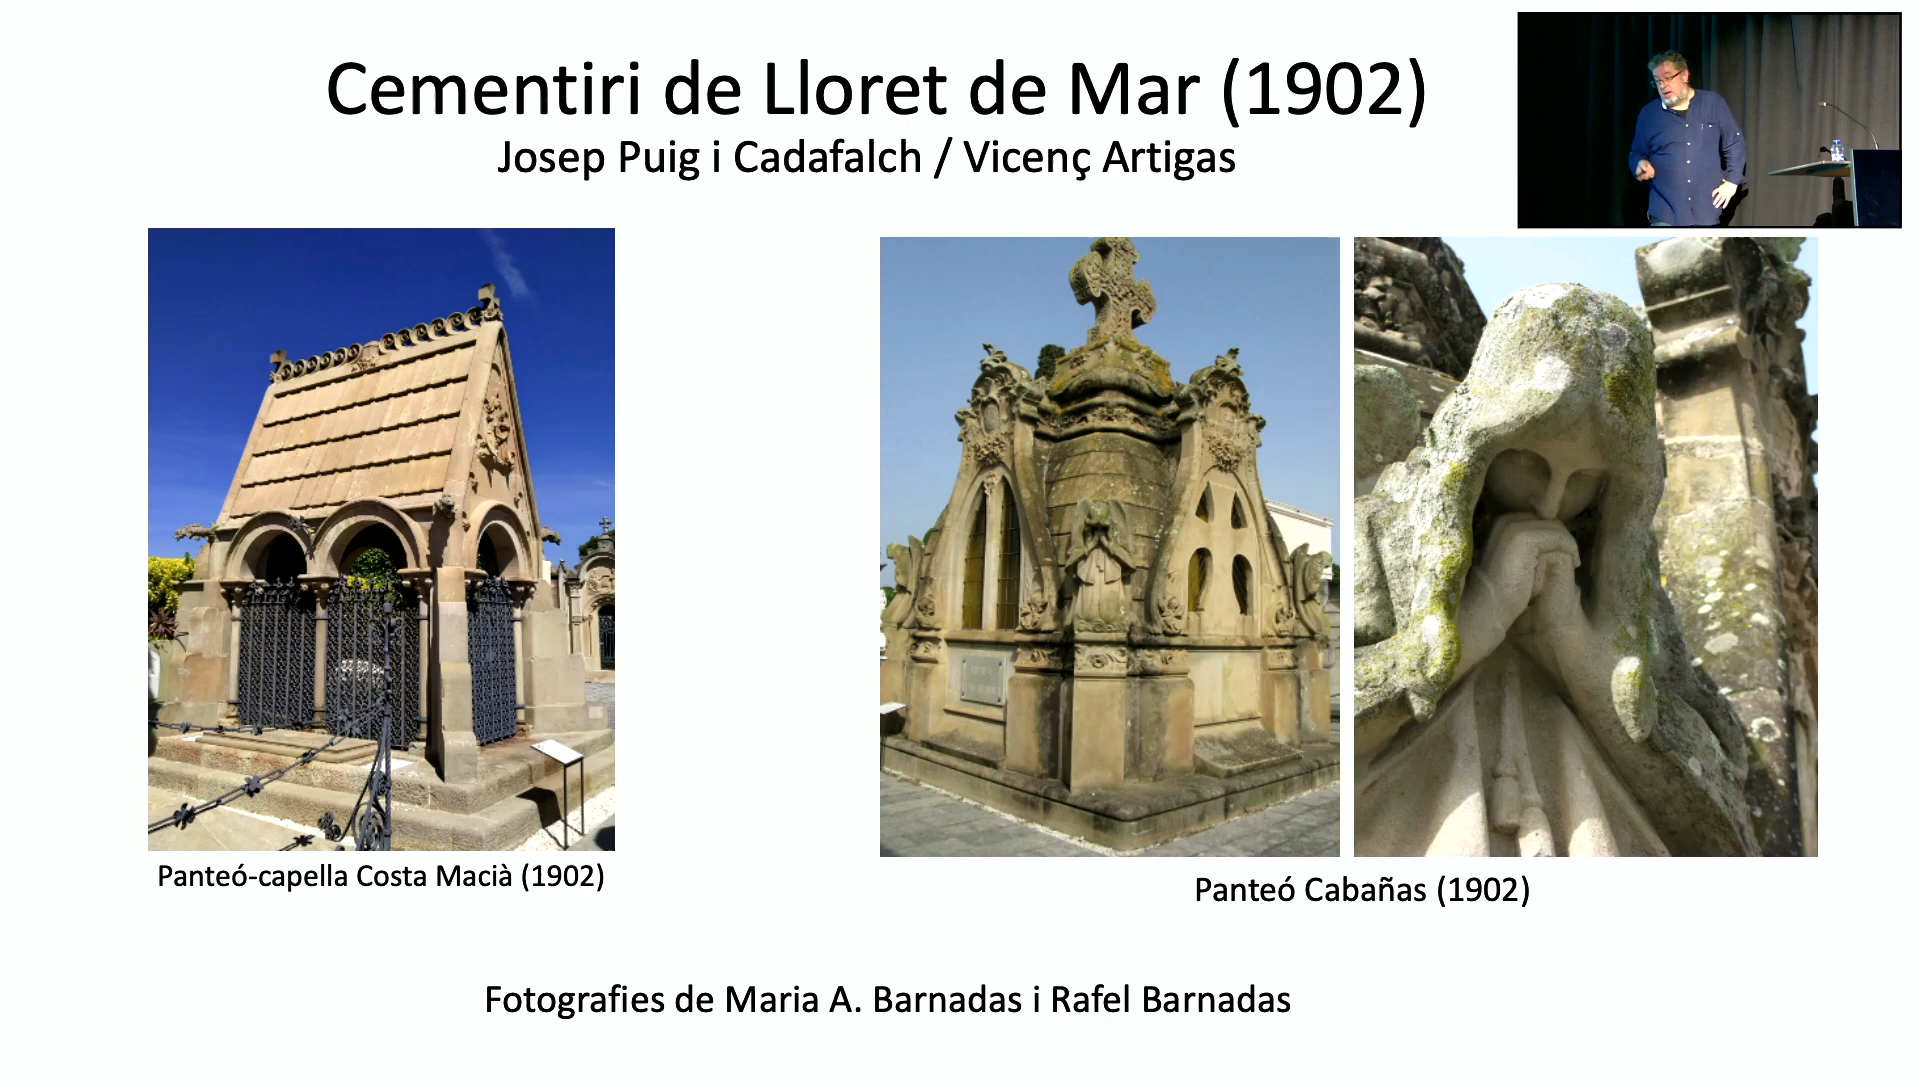 Cementiri de Lloret de Mar (1902)
Josep Puig i Cadafalch / Vicenç Artigas
Panteó-capella Costa Macià (1902)
Panteó Cabañas (1902)
Fotografies de Maria A. Barnadas i Rafel Barnadas